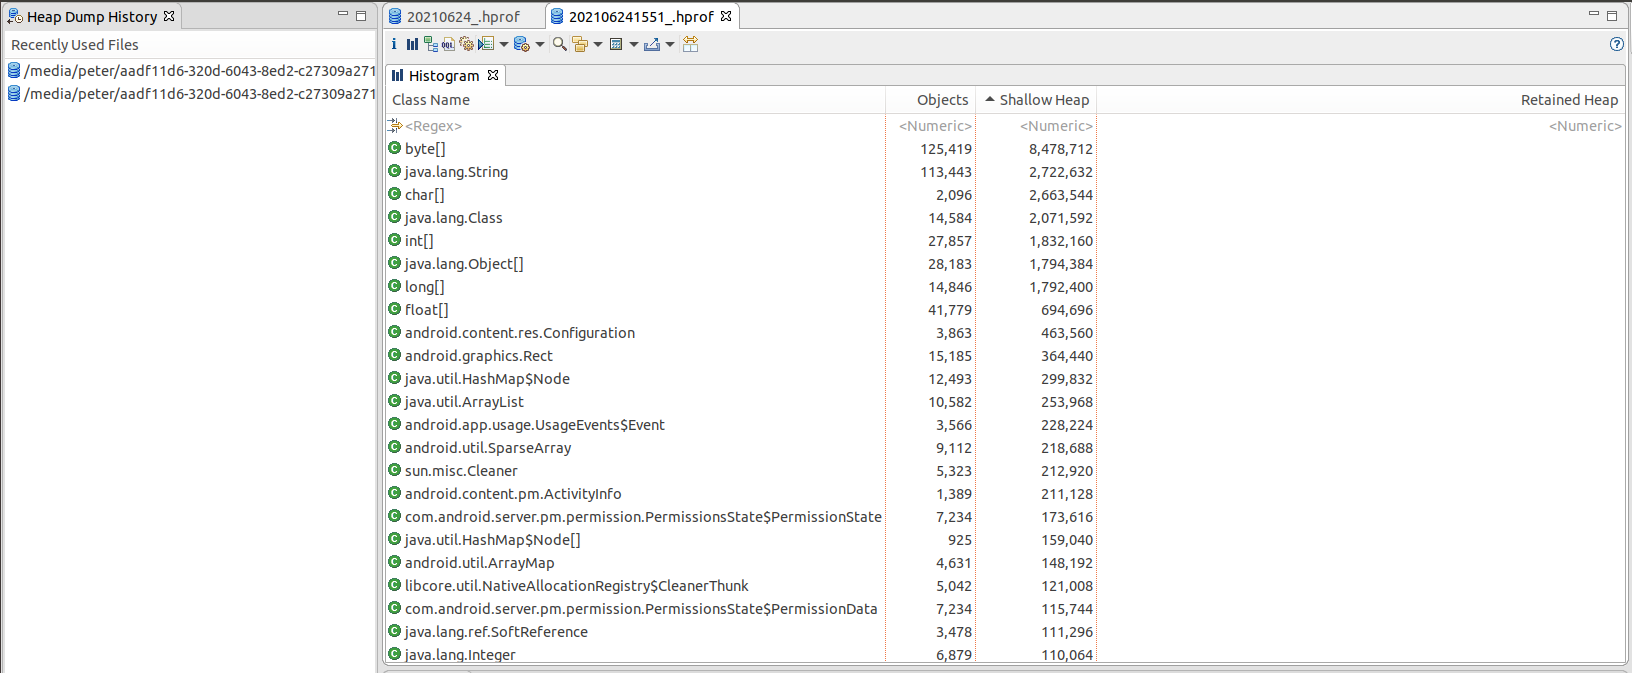 Heap Dump History
Recently Used Files
/media/peter/aadf11d6-320d-6043-8ed2-c27309a271
/media/peter/aadf11d6-320d-6043-8ed2-c27309a271
20210624_.hprof 202106241551_.hprof
Histogram
Class Name Objects Shallow Heap Retained Heap
<Regex> <Numeric> <Numeric> <Numeric>
byte[] 125,419 8,478,712
java.lang.String 113,443 2,722,632
char[] 2,096 2,663,544
java.lang.Class 14,584 2,071,592
int[] 27,857 1,832,160
java.lang.Object[] 28,183 1,794,384
long[] 14,846 1,792,400
float[] 41,779 694,696
android.content.res.Configuration 3,863 463,560
android.graphics.Rect 15,185 364,440
java.util.HashMap$Node 12,493 299,832
java.util.ArrayList 10,582 253,968
android.app.usage.UsageEvents$Event 3,566 228,224
android.util.SparseArray 9,112 218,688
sun.misc.Cleaner 5,323 212,920
android.content.pm.ActivityInfo 1,389 211,128
com.android.server.pm.permission.PermissionsState$PermissionState 7,234 173,616
java.util.HashMap$Node[] 925 159,040
android.util.ArrayMap 4,631 148,192
libcore.util.NativeAllocationRegistry$CleanerThunk 5,042 121,008
com.android.server.pm.permission.PermissionsState$PermissionData 7,234 115,744
java.lang.ref.SoftReference 3,478 111,296
java.lang.Integer 6,879 110,064